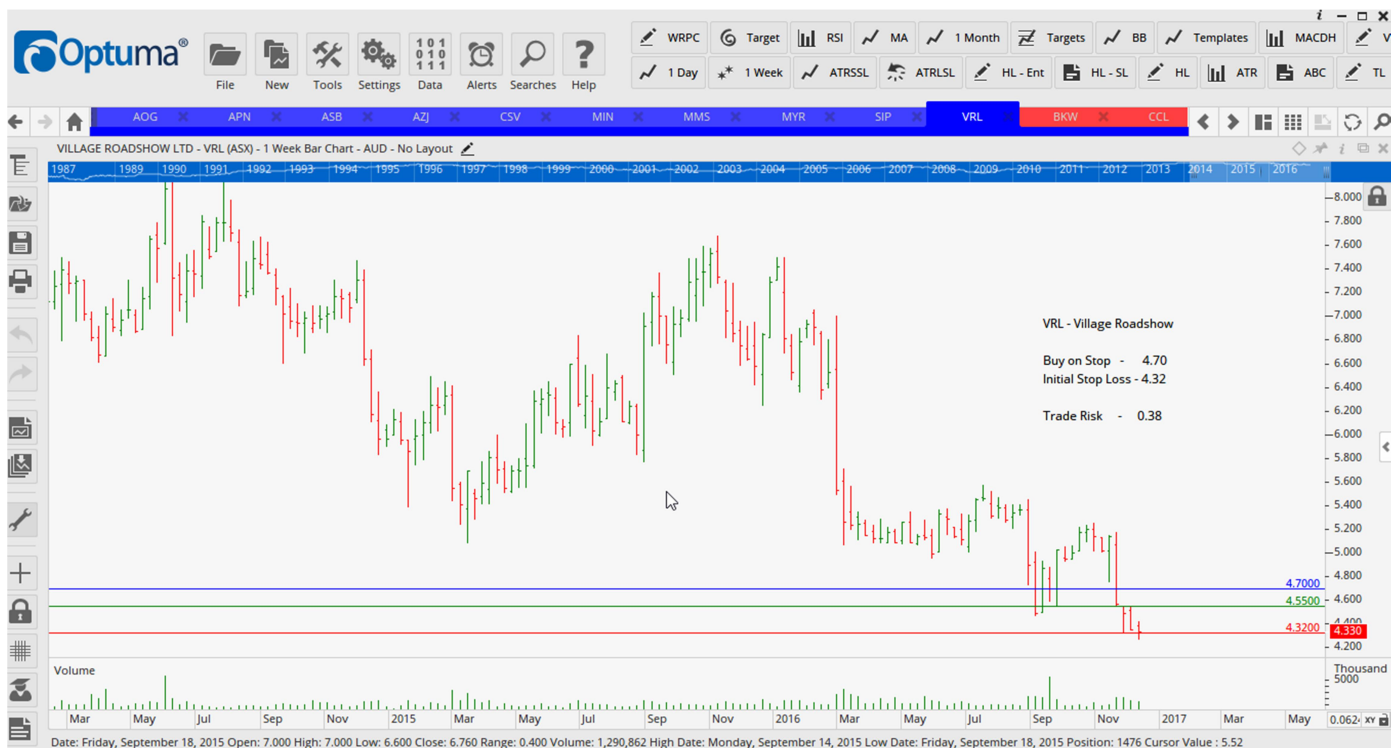 i
Optuma®
File New Tools Settings Data Alerts Searches Help
WRPC Target RSI MA 1 Month Targets BB Templates MACDH
1 Day 1 Week ATRSSL ATRLSL HL - Ent HL - SL HL ATR ABC TL
AOG APN ASB AZJ CSV MIN MMS MYR SIP VRL BKW CCL
VILLAGE ROADSHOW LTD - VRL (ASX) - 1 Week Bar Chart - AUD - No Layout
1987 1989 1990 1991 1992 1993 1994 1995 1996 1997 1998 1999 2000 2001 2002 2003 2004 2005 2006 2007 2008 2009 2010 2011 2012 2013 2014 2015 2016
8.000
7.800
7.600
7.400
7.200
7.000
VRL - Village Roadshow
6.800
6.600
Buy on Stop - 4.70
6.400
Initial Stop Loss - 4.32
6.200
Trade Risk - 0.38
6.000
5.800
5.600
5.400
5.200
5.000
4.800
4.7000
4.600
4.5500
4.400
4.3200
4.330
4.200
Volume
Thousand
5000
Mar May Jul Sep Nov 2015 Mar May Jul Sep Nov 2016 Mar May Jul Sep Nov 2017 Mar May 0.062 XY
Date: Friday, September 18, 2015 Open: 7.000 High: 7.000 Low: 6.600 Close: 6.760 Range: 0.400 Volume: 1,290,862 High Date: Monday, September 14, 2015 Low Date: Friday, September 18, 2015 Position: 1476 Cursor Value : 5.52